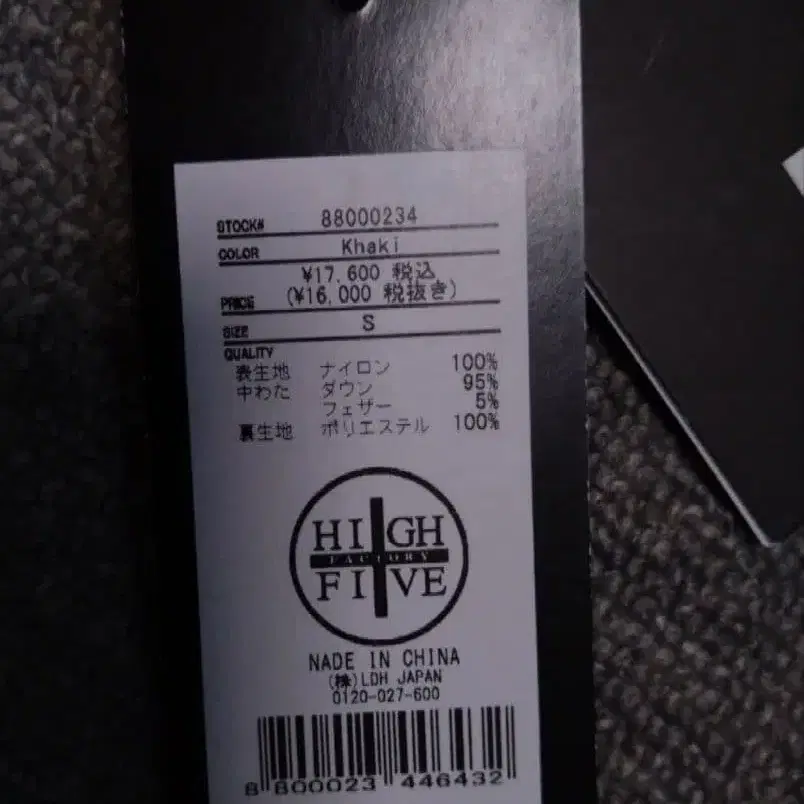 STOCK# 88000234
COLOR Khaki
¥17,600 税込
PRICE (¥16,000 税抜き)
SIZE S
QUALITY
表生地 ナイロン 100%
中わた ダウン 95%
フェザー 5%
裏生地 ポリエステル 100%
HIGH
FACTORY
FIVE
NADE IN CHINA
(株)LDH JAPAN
0120-027-600
8 800023 446432